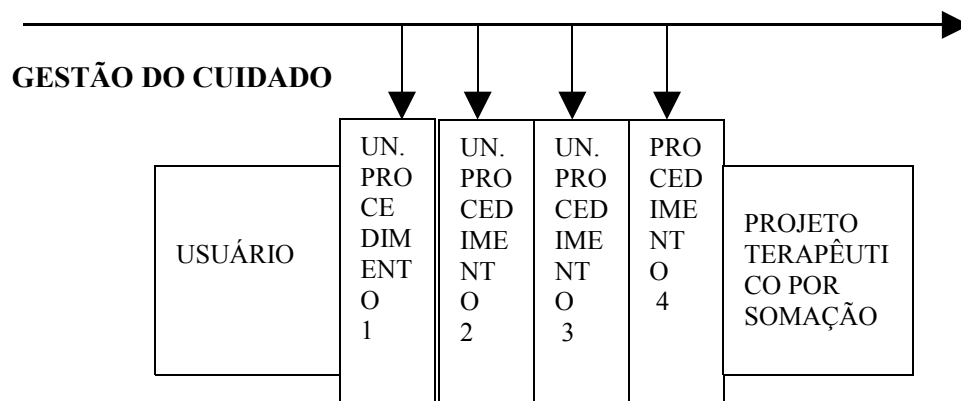 GESTÃO DO CUIDADO
USUÁRIO
UN.
PRO
CE
DIM
ENT
O
1
UN.
PRO
CED
IME
NT
O
2
UN.
PRO
CED
IME
NT
O
3
PRO
CED
IME
NT
O
4
PROJETO
TERAPÊUTI
CO POR
SOMAÇÃO